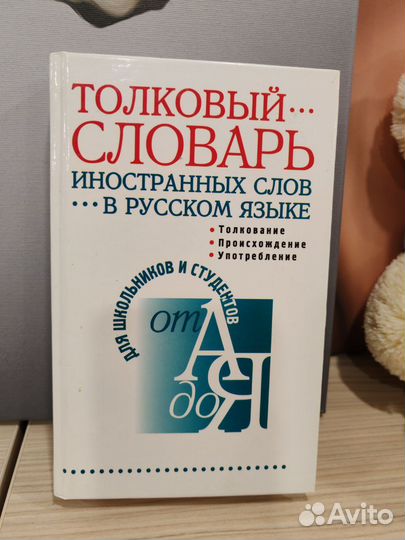 ТОЛКОВЫЙ...
СЛОВАРЬ
ИНОСТРАННЫХ СЛОВ
...В РУССКОМ ЯЗЫКЕ
• Толкование
• Происхождение
• Употребление
ДЛЯ ШКОЛЬНИКОВ И СТУДЕНТОВ
от А
до Я
Avito